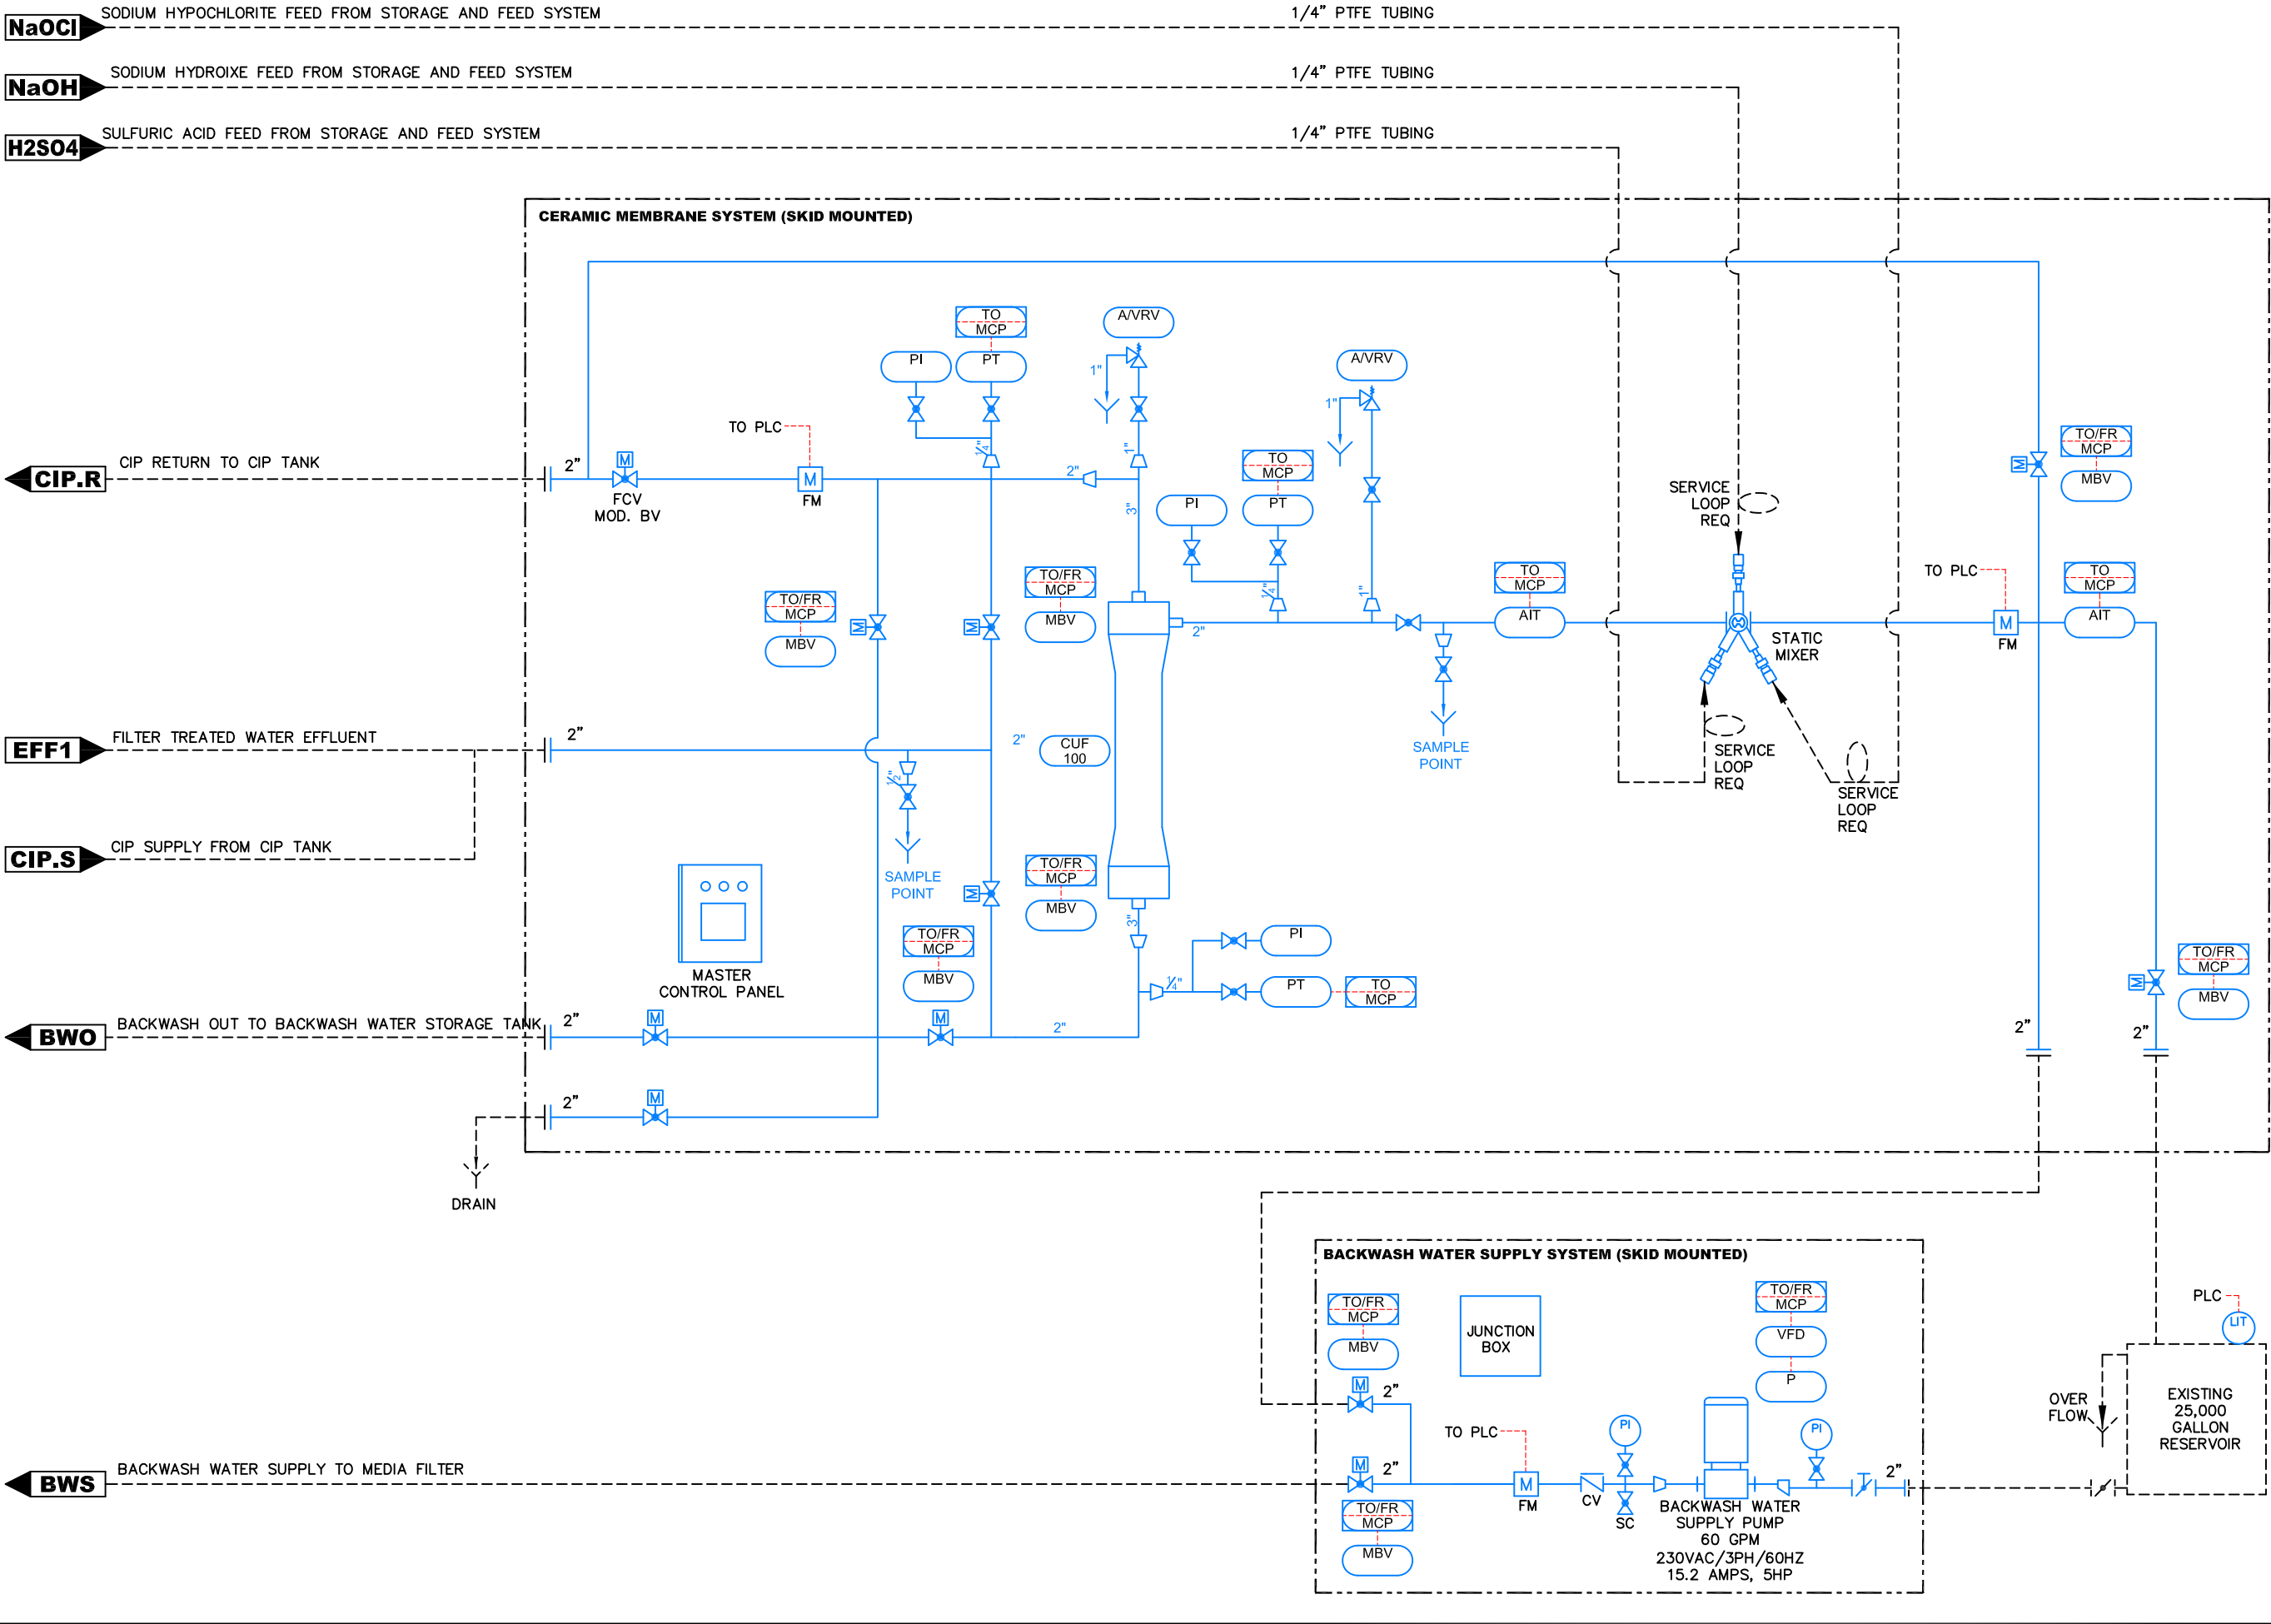 NaOCl
SODIUM HYPOCHLORITE FEED FROM STORAGE AND FEED SYSTEM
1/4" PTFE TUBING
NaOH
SODIUM HYDROIXE FEED FROM STORAGE AND FEED SYSTEM
1/4" PTFE TUBING
H2SO4
SULFURIC ACID FEED FROM STORAGE AND FEED SYSTEM
1/4" PTFE TUBING
CERAMIC MEMBRANE SYSTEM (SKID MOUNTED)
TO
MCP
PI
PT
A/VRV
1"
A/VRV
1"
TO PLC
1/4"
1"
CIP.R
CIP RETURN TO CIP TANK
2"
M
FCV
MOD. BV
M
FM
2"
3"
TO
MCP
PI
PT
1/4"
1"
SERVICE
LOOP
REQ
M
TO/FR
MCP
MBV
TO/FR
MCP
MBV
M
M
TO/FR
MCP
MBV
2"
TO
MCP
AIT
STATIC
MIXER
TO PLC
M
FM
TO
MCP
AIT
SAMPLE
POINT
SERVICE
LOOP
REQ
SERVICE
LOOP
REQ
EFF1
FILTER TREATED WATER EFFLUENT
2"
2"
CUF
100
1/2"
SAMPLE
POINT
CIP.S
CIP SUPPLY FROM CIP TANK
MASTER
CONTROL PANEL
M
TO/FR
MCP
MBV
TO/FR
MCP
MBV
3"
PI
1/4"
PT
TO
MCP
M
TO/FR
MCP
MBV
BWO
BACKWASH OUT TO BACKWASH WATER STORAGE TANK
2"
M
M
2"
2"
2"
2"
M
DRAIN
BACKWASH WATER SUPPLY SYSTEM (SKID MOUNTED)
TO/FR
MCP
MBV
JUNCTION
BOX
TO/FR
MCP
VFD
P
M
2"
TO PLC
PI
PI
PLC
LIT
OVER
FLOW
EXISTING
25,000
GALLON
RESERVOIR
BWS
BACKWASH WATER SUPPLY TO MEDIA FILTER
M
2"
M
FM
CV
SC
2"
TO/FR
MCP
MBV
BACKWASH WATER
SUPPLY PUMP
60 GPM
230VAC/3PH/60HZ
15.2 AMPS, 5HP